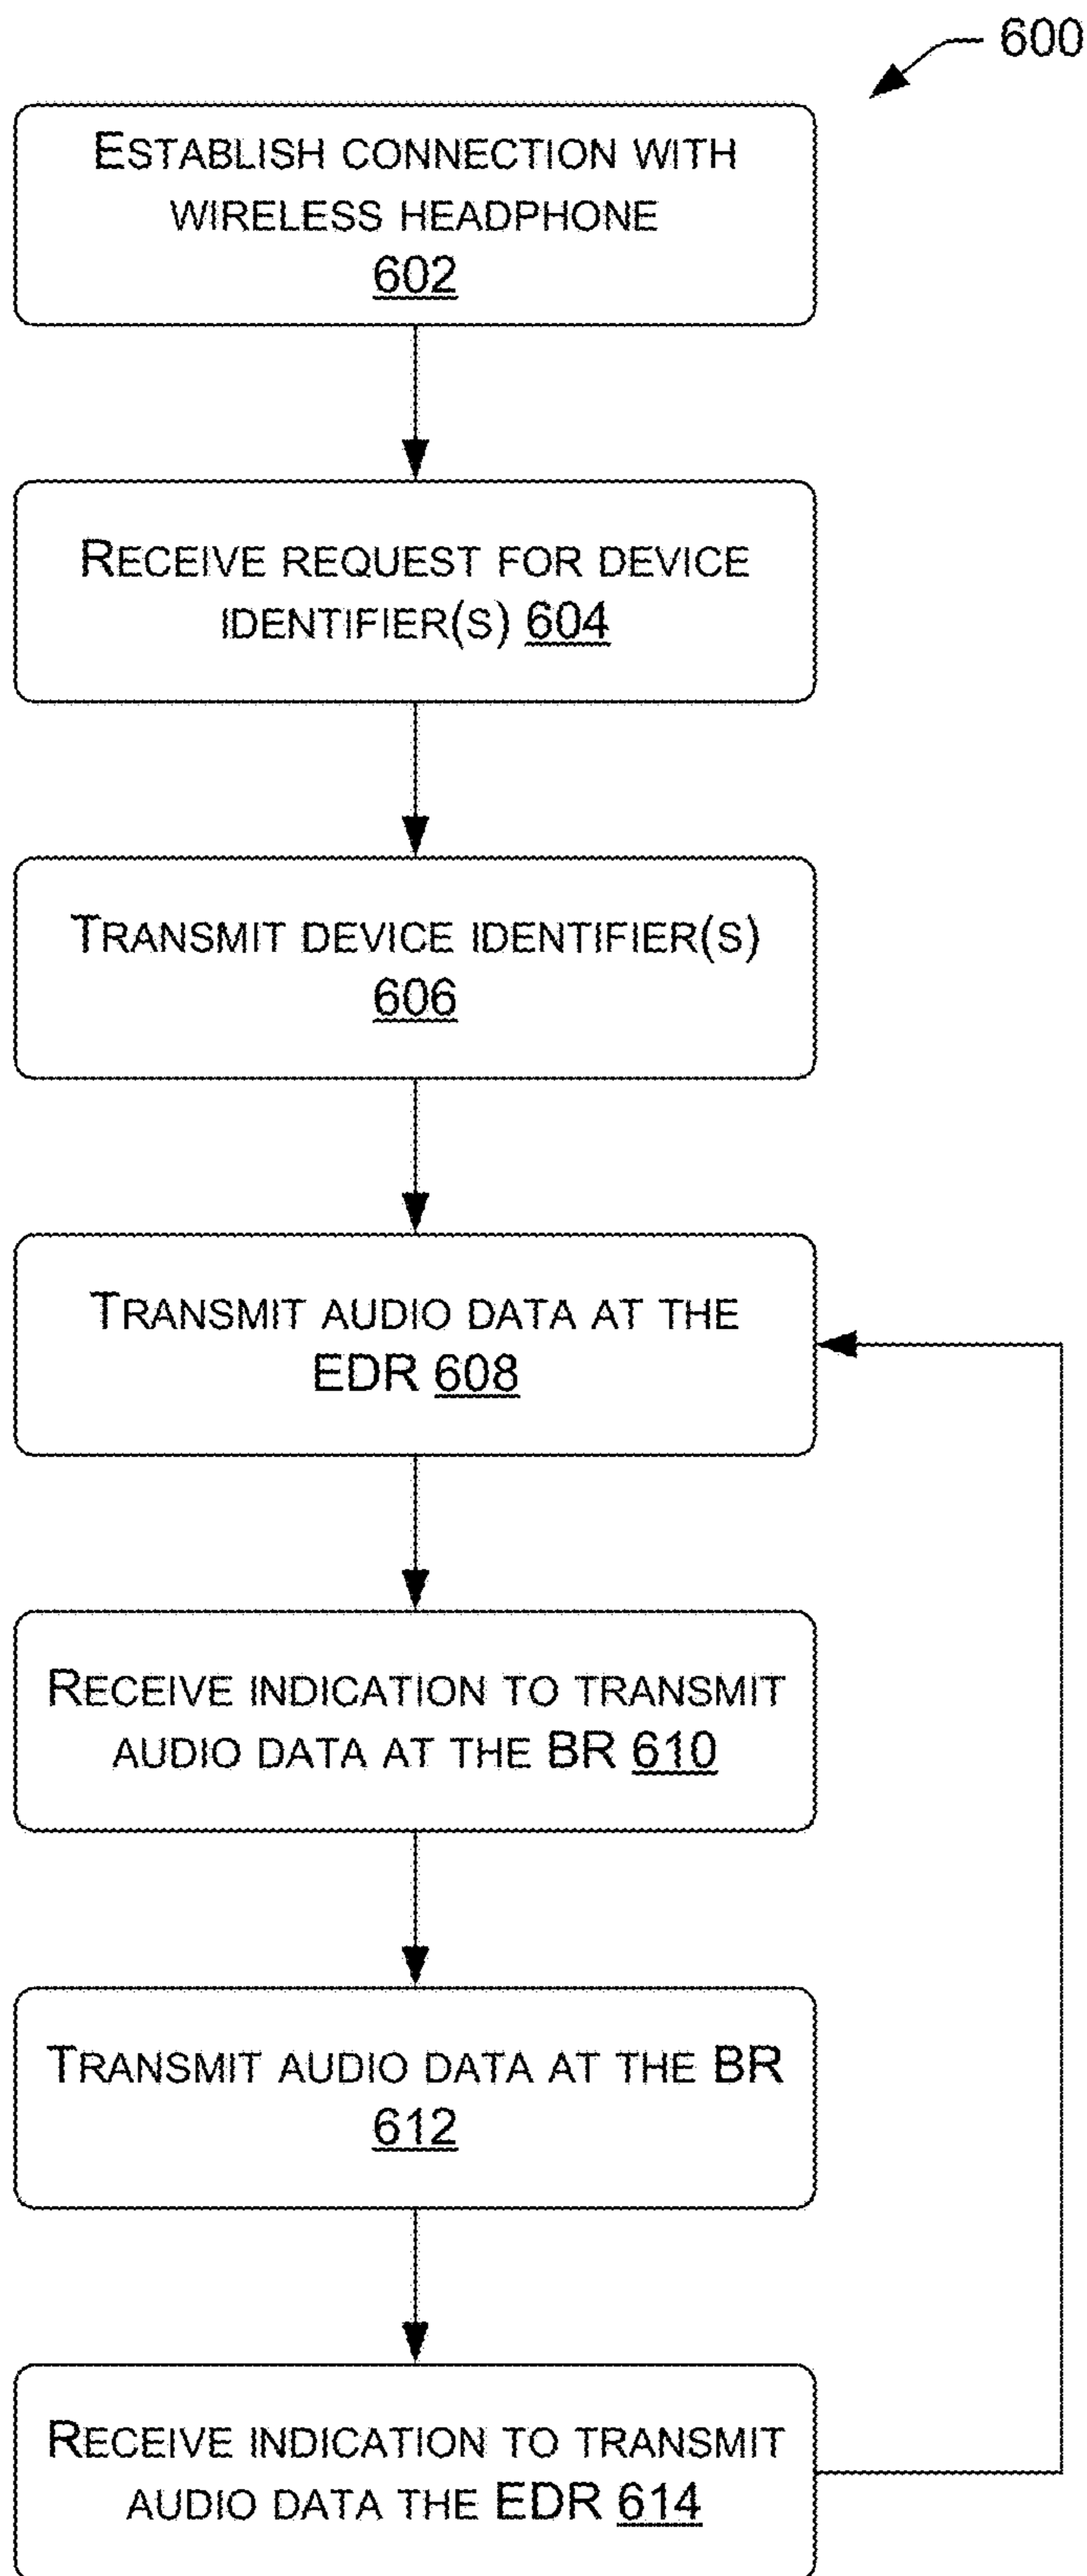 600
ESTABLISH CONNECTION WITH
WIRELESS HEADPHONE
602
RECEIVE REQUEST FOR DEVICE
IDENTIFIER(S) 604
TRANSMIT DEVICE IDENTIFIER(S)
606
TRANSMIT AUDIO DATA AT THE
EDR 608
RECEIVE INDICATION TO TRANSMIT
AUDIO DATA AT THE BR 610
TRANSMIT AUDIO DATA AT THE BR
612
RECEIVE INDICATION TO TRANSMIT
AUDIO DATA THE EDR 614